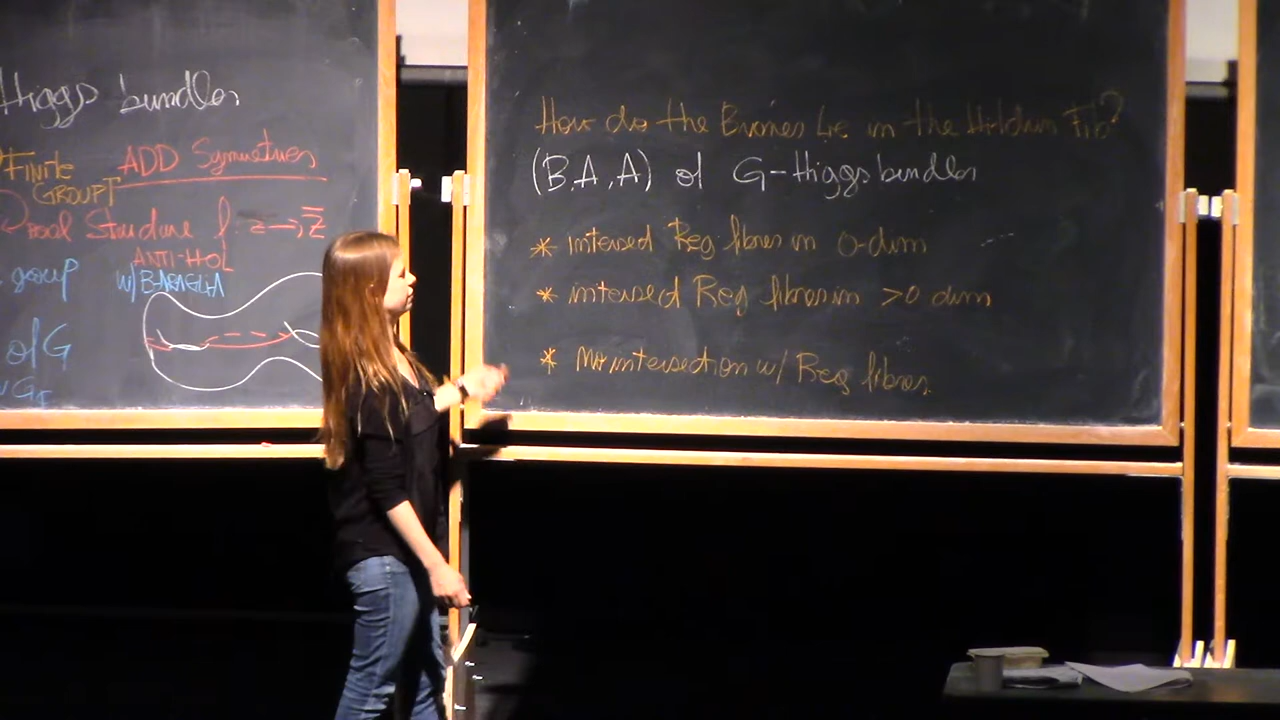 Higgs bundles
FINITE
GROUP Γ
ADD Symmetries
real Structure f: z→z̄
ANTI-HOL
group
w/ BARAGLIA
of G
How do the Branes Lie in the Hitchin Fib?
(B,A,A) of G-Higgs bundles
* intersect Reg fibres in 0-dim
* intersect Reg fibres in >0 dim
* No intersection w/ Reg fibres.